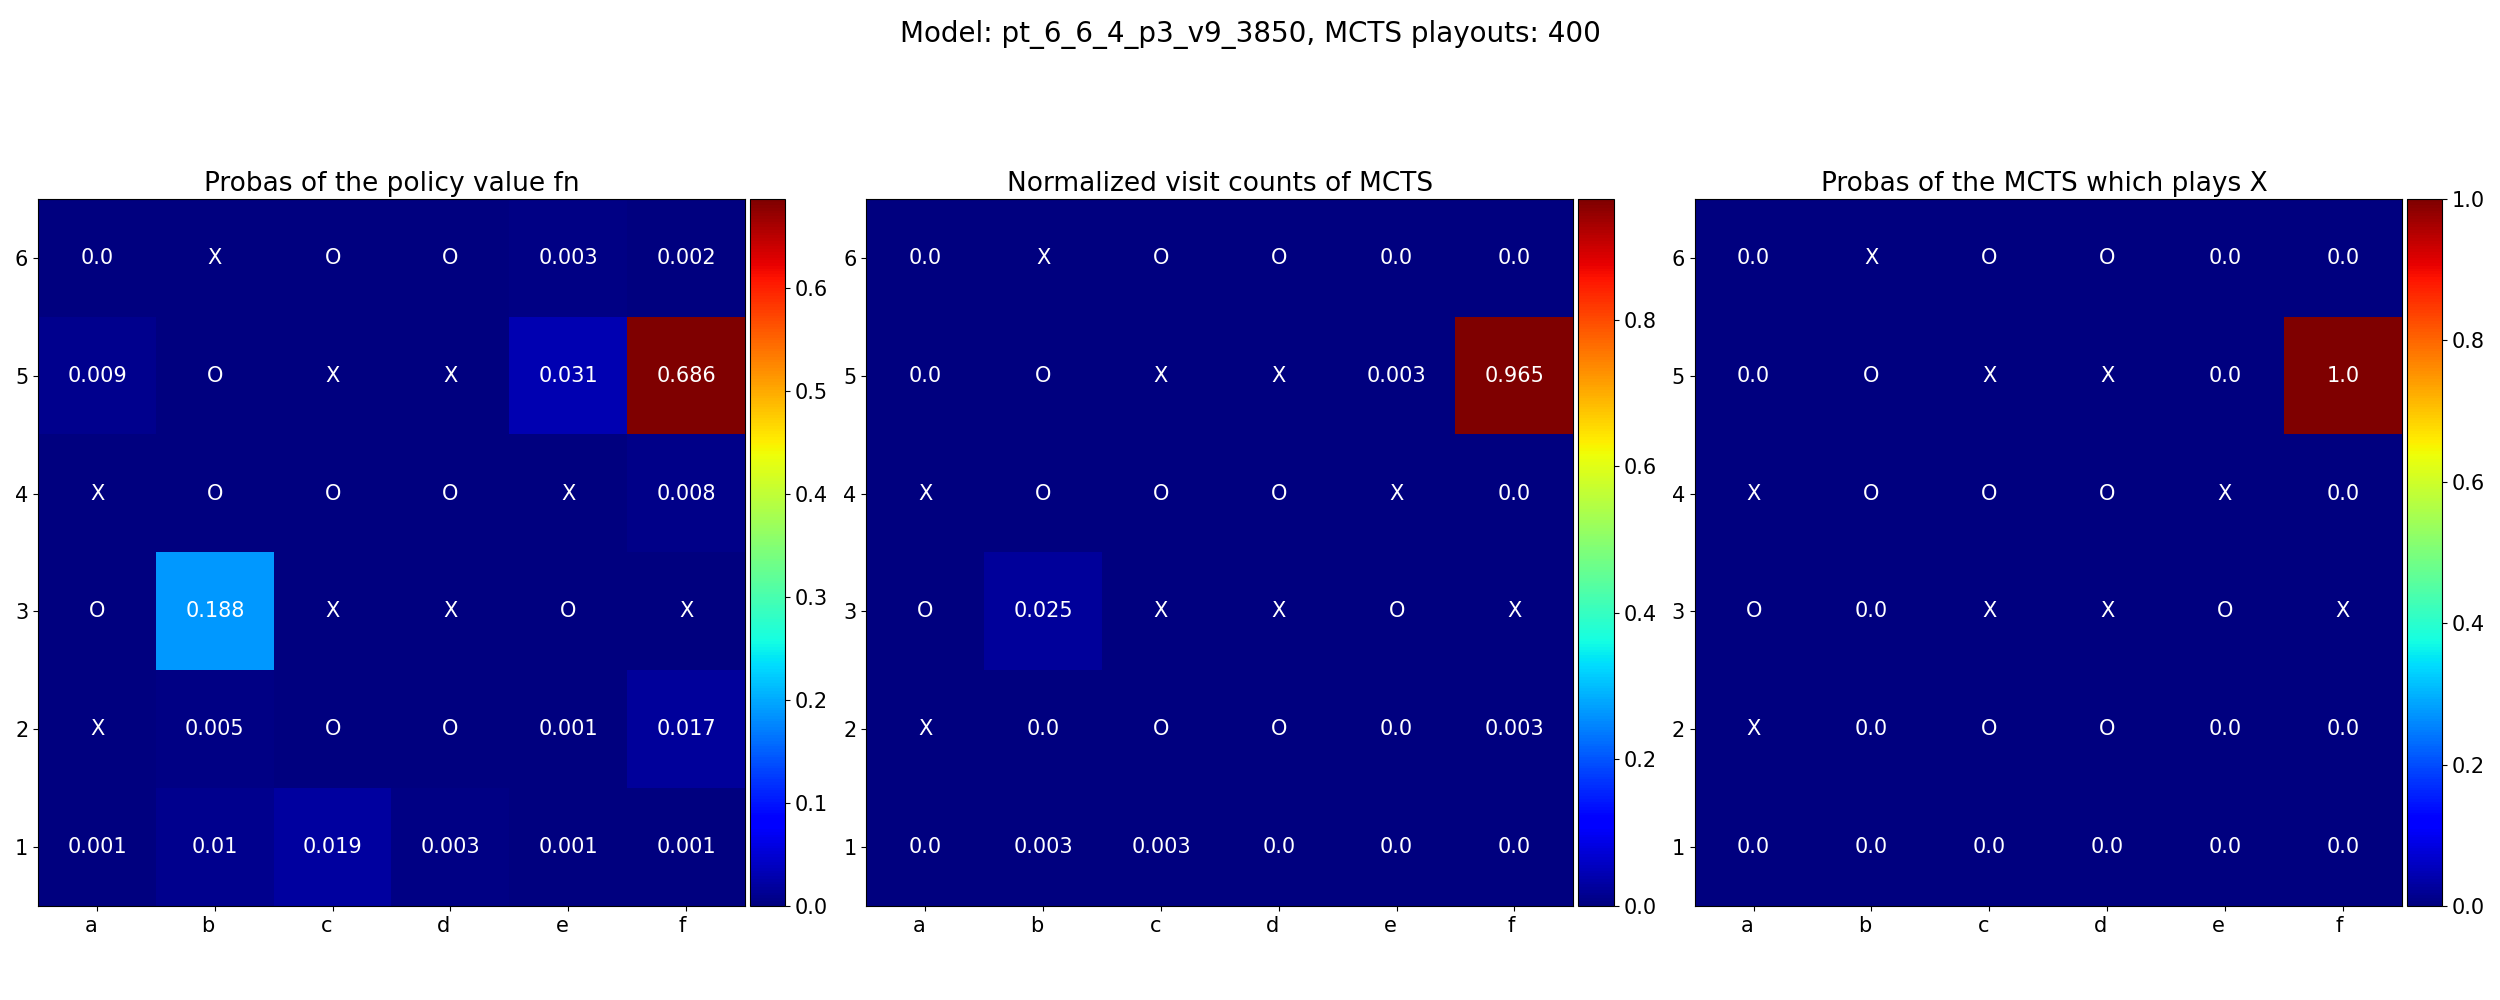 Model: pt_6_6_4_p3_v9_3850, MCTS playouts: 400
Probas of the policy value fn
6 0.0 X O O 0.003 0.002
5 0.009 O X X 0.031 0.686
4 X O O O X 0.008
3 O 0.188 X X O X
2 X 0.005 O O 0.001 0.017
1 0.001 0.01 0.019 0.003 0.001 0.001
a b c d e f
0.6
0.5
0.4
0.3
0.2
0.1
0.0
Normalized visit counts of MCTS
6 0.0 X O O 0.0 0.0
5 0.0 O X X 0.003 0.965
4 X O O O X 0.0
3 O 0.025 X X O X
2 X 0.0 O O 0.0 0.003
1 0.0 0.003 0.003 0.0 0.0 0.0
a b c d e f
0.8
0.6
0.4
0.2
0.0
Probas of the MCTS which plays X
6 0.0 X O O 0.0 0.0
5 0.0 O X X 0.0 1.0
4 X O O O X 0.0
3 O 0.0 X X O X
2 X 0.0 O O 0.0 0.0
1 0.0 0.0 0.0 0.0 0.0 0.0
a b c d e f
1.0
0.8
0.6
0.4
0.2
0.0